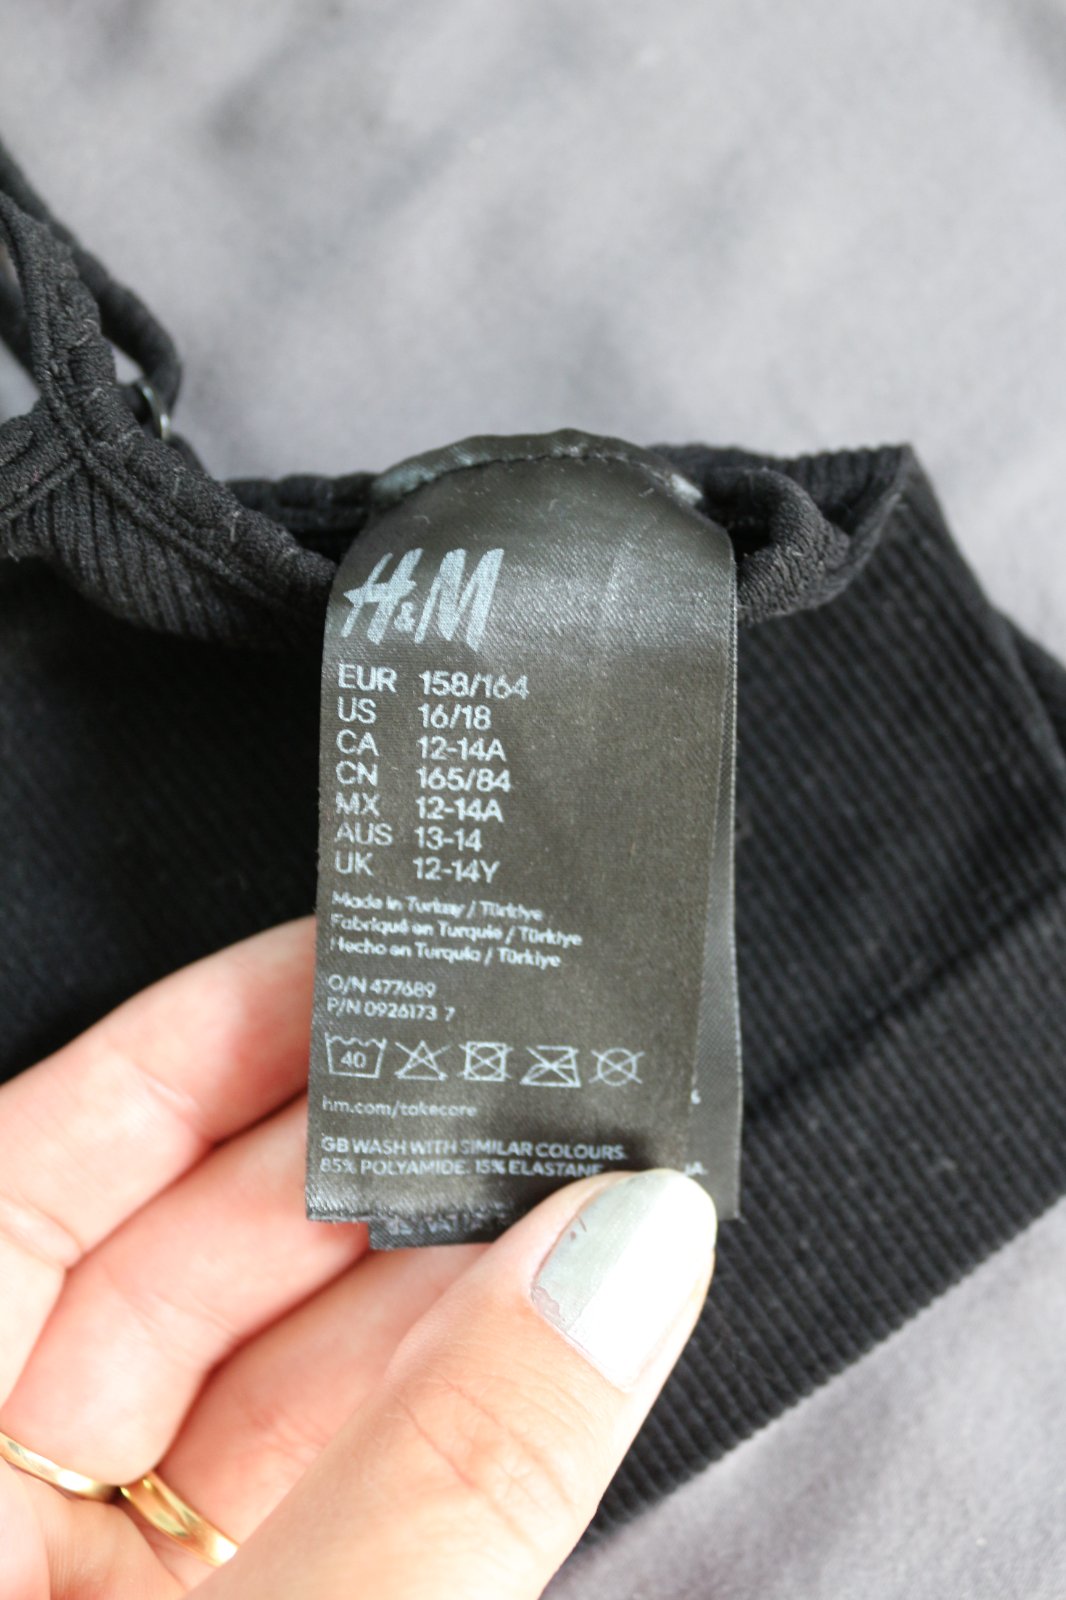 H&M
EUR 158/164
US 16/18
CA 12-14A
CN 165/84
MX 12-14A
AUS 13-14
UK 12-14Y
Made in Turkey / Türkiye
Fabriqué en Turquie / Türkiye
Hecho en Turquía / Türkiye
O/N 477689
P/N 0926173 7
40
hm.com/takecare
GB WASH WITH SIMILAR COLOURS.
85% POLYAMIDE. 15% ELASTANE